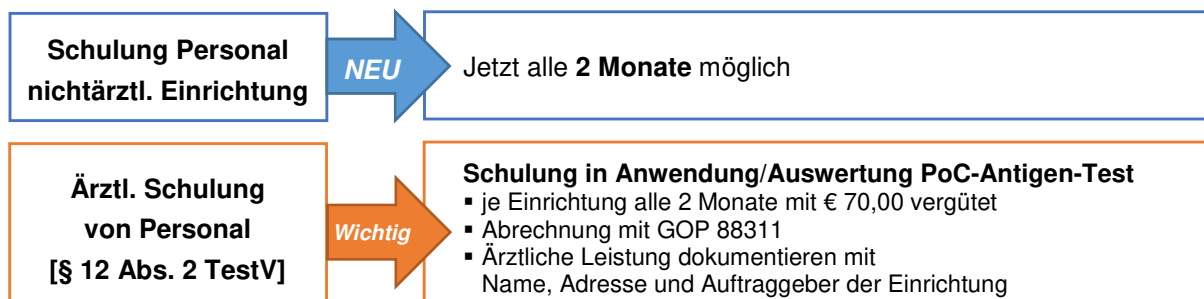 Schulung Personal
nichtärztl. Einrichtung
NEU
Jetzt alle 2 Monate möglich
Ärztl. Schulung
von Personal
[§ 12 Abs. 2 TestV]
Wichtig
Schulung in Anwendung/Auswertung PoC-Antigen-Test
▪ je Einrichtung alle 2 Monate mit € 70,00 vergütet
▪ Abrechnung mit GOP 88311
▪ Ärztliche Leistung dokumentieren mit
Name, Adresse und Auftraggeber der Einrichtung